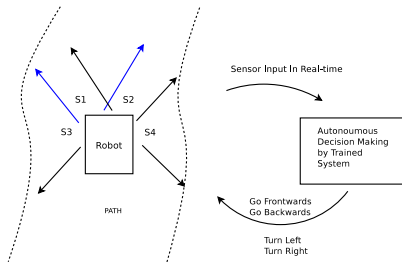 S1
S2
S3
Robot
S4
PATH
Sensor Input In Real-time
Autonoumous
Decision Making
by Trained
System
Go Frontwards
Go Backwards
Turn Left
Turn Right